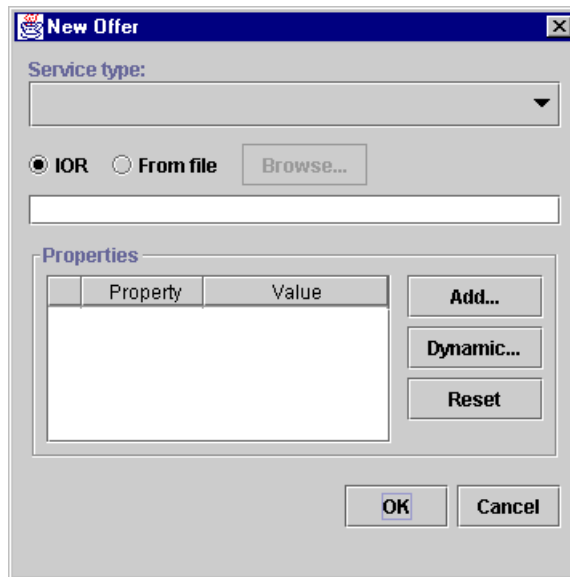 New Offer
Service type:
IOR From file Browse...
Properties
Property Value
Add...
Dynamic...
Reset
OK Cancel